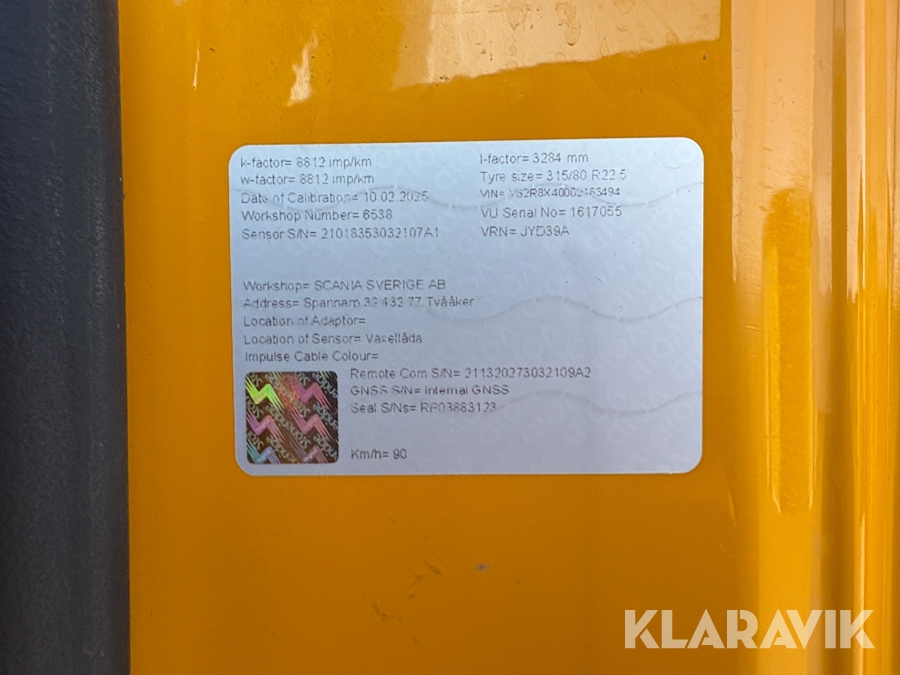 k-factor= 8812 imp/km
w-factor= 8812 imp/km
Date of Calibration= 10.02.2025
Workshop Number= 6538
Sensor S/N= 21018353032107A1
l-factor= 3284 mm
Tyre size= 315/80 R22.5
VIN=
VU Serial No= 1617055
VRN= JYD39A
Workshop= SCANIA SVERIGE AB
Address= Spannarp 39 432 77 Tvååker
Location of Adaptor=
Location of Sensor= Växellåda
Impulse Cable Colour=
Remote Com S/N= 211320273032109A2
GNSS S/N= Internal GNSS
Seal S/Ns= RP03883123
Km/h= 90
KLARAVIK